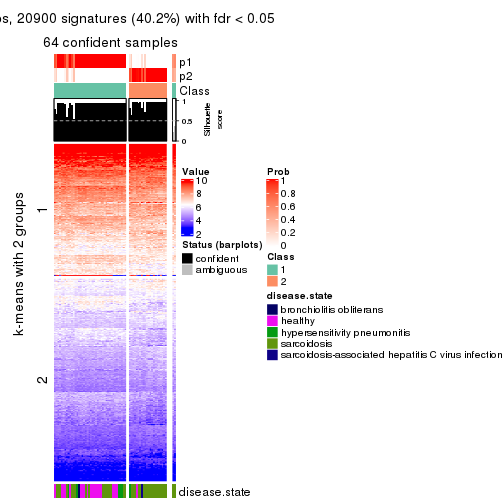 s, 20900 signatures (40.2%) with fdr < 0.05
64 confident samples
p1
p2
Class
1
0.5
0
Silhouette
score
k-means with 2 groups
1
2
disease.state
Value
10
8
6
4
2
Status (barplots)
confident
ambiguous
Prob
1
0.8
0.6
0.4
0.2
0
Class
1
2
disease.state
bronchiolitis obliterans
healthy
hypersensitivity pneumonitis
sarcoidosis
sarcoidosis-associated hepatitis C virus infection